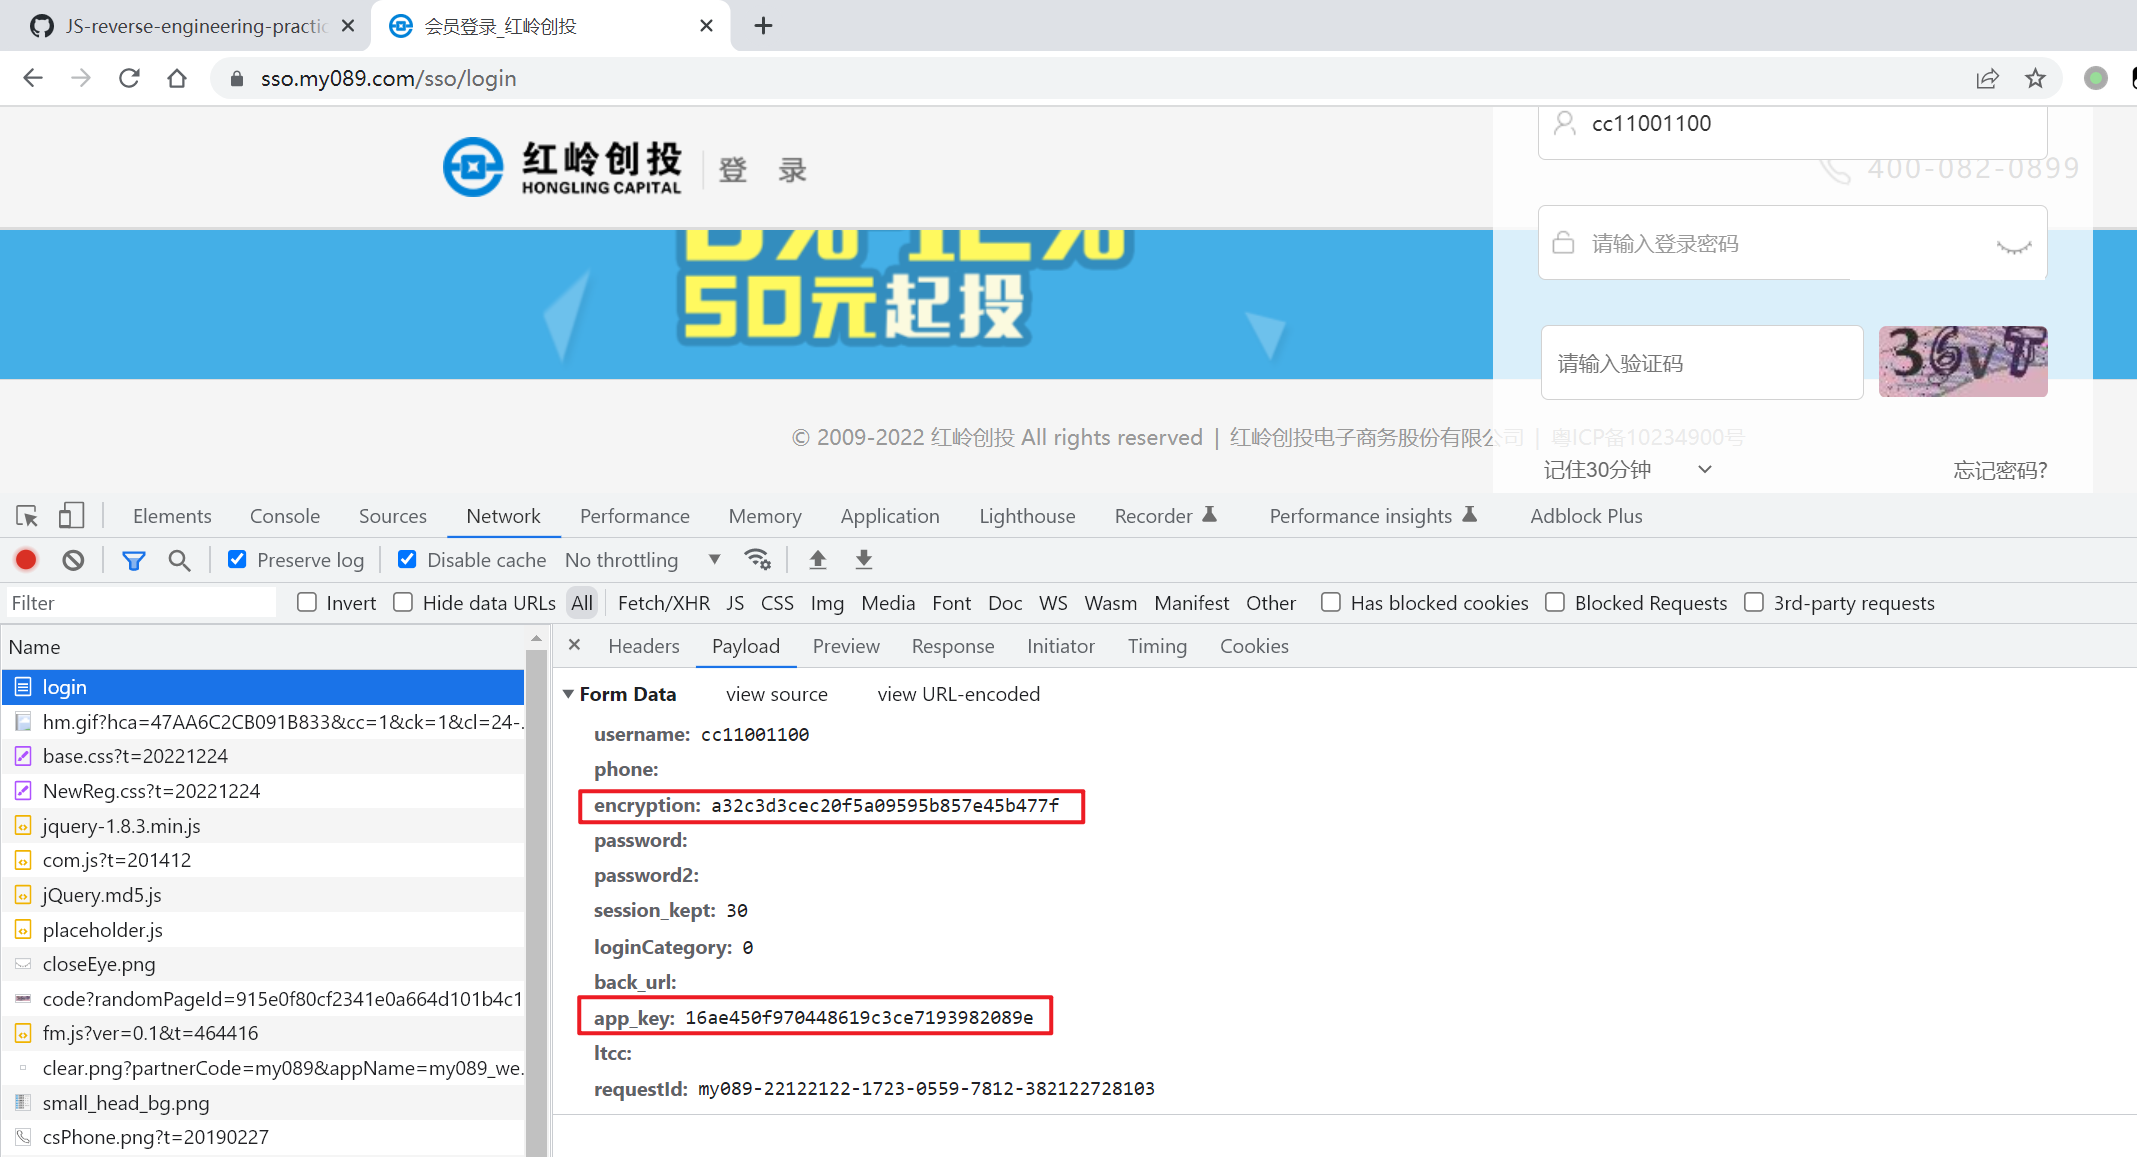 JS-reverse-engineering-practic
会员登录_红岭创投
sso.my089.com/sso/login
红岭创投
HONGLING CAPITAL
登 录
cc11001100
400-082-0899
请输入登录密码
50元起投
请输入验证码
36vT
© 2009-2022 红岭创投 All rights reserved | 红岭创投电子商务股份有限公司 | 粤ICP备10234900号
记住30分钟
忘记密码?
Elements Console Sources Network Performance Memory Application Lighthouse Recorder Performance insights Adblock Plus
Preserve log Disable cache No throttling
Filter Invert Hide data URLs All Fetch/XHR JS CSS Img Media Font Doc WS Wasm Manifest Other Has blocked cookies Blocked Requests 3rd-party requests
Name
Headers Payload Preview Response Initiator Timing Cookies
login
hm.gif?hca=47AA6C2CB091B833&cc=1&ck=1&cl=24-.
base.css?t=20221224
NewReg.css?t=20221224
jquery-1.8.3.min.js
com.js?t=201412
jQuery.md5.js
placeholder.js
closeEye.png
code?randomPageId=915e0f80cf2341e0a664d101b4c1
fm.js?ver=0.1&t=464416
clear.png?partnerCode=my089&appName=my089_we.
small_head_bg.png
csPhone.png?t=20190227
Form Data view source view URL-encoded
username: cc11001100
phone:
encryption: a32c3d3cec20f5a09595b857e45b477f
password:
password2:
session_kept: 30
loginCategory: 0
back_url:
app_key: 16ae450f970448619c3ce7193982089e
ltcc:
requestId: my089-22122122-1723-0559-7812-382122728103